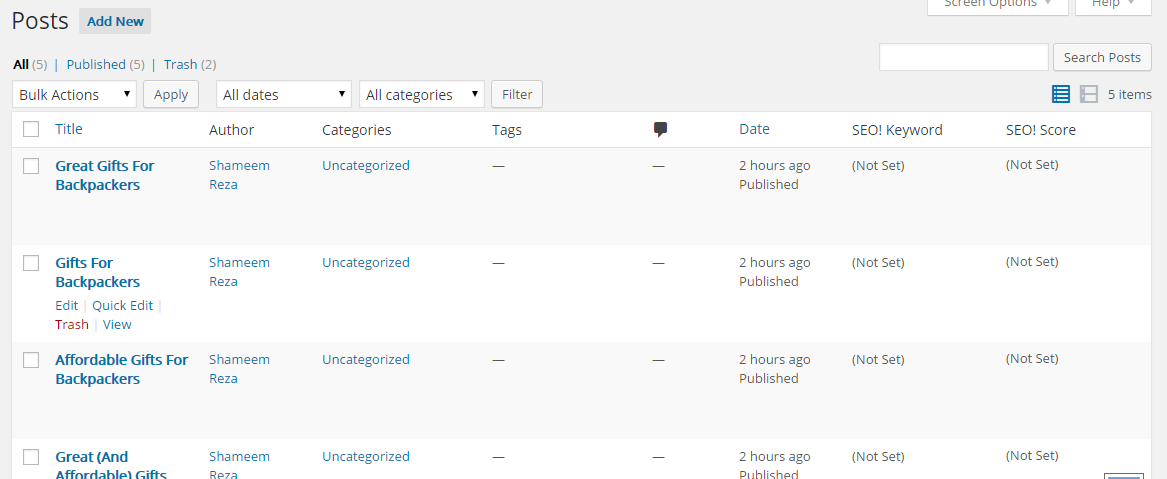 Screen Options Help
Posts Add New
All (5) | Published (5) | Trash (2)
Search Posts
Bulk Actions Apply All dates All categories Filter 5 items
Title Author Categories Tags Date SEO! Keyword SEO! Score
Great Gifts For Shameem Uncategorized — — 2 hours ago (Not Set) (Not Set)
Backpackers Reza Published
Gifts For Shameem Uncategorized — — 2 hours ago (Not Set) (Not Set)
Backpackers Reza Published
Edit | Quick Edit |
Trash | View
Affordable Gifts For Shameem Uncategorized — — 2 hours ago (Not Set) (Not Set)
Backpackers Reza Published
Great (And Shameem Uncategorized — — 2 hours ago (Not Set) (Not Set)
Affordable) Gifts Reza Published